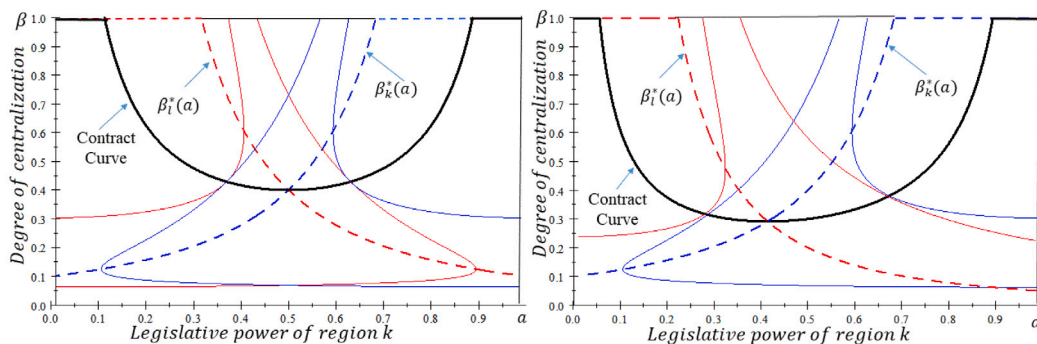 β 1.0
0.9
0.8
0.7
0.6
0.5
0.4
0.3
0.2
0.1
0.0
Degree of centralization
β*l(a)
β*k(a)
Contract
Curve
0.0 0.1 0.2 0.3 0.4 0.5 0.6 0.7 0.8 0.9 a
Legislative power of region k
β 1.0
0.9
0.8
0.7
0.6
0.5
0.4
0.3
0.2
0.1
0.0
Degree of centralization
β*l(a)
β*k(a)
Contract
Curve
0.0 0.1 0.2 0.3 0.4 0.5 0.6 0.7 0.8 0.9 a
Legislative power of region k